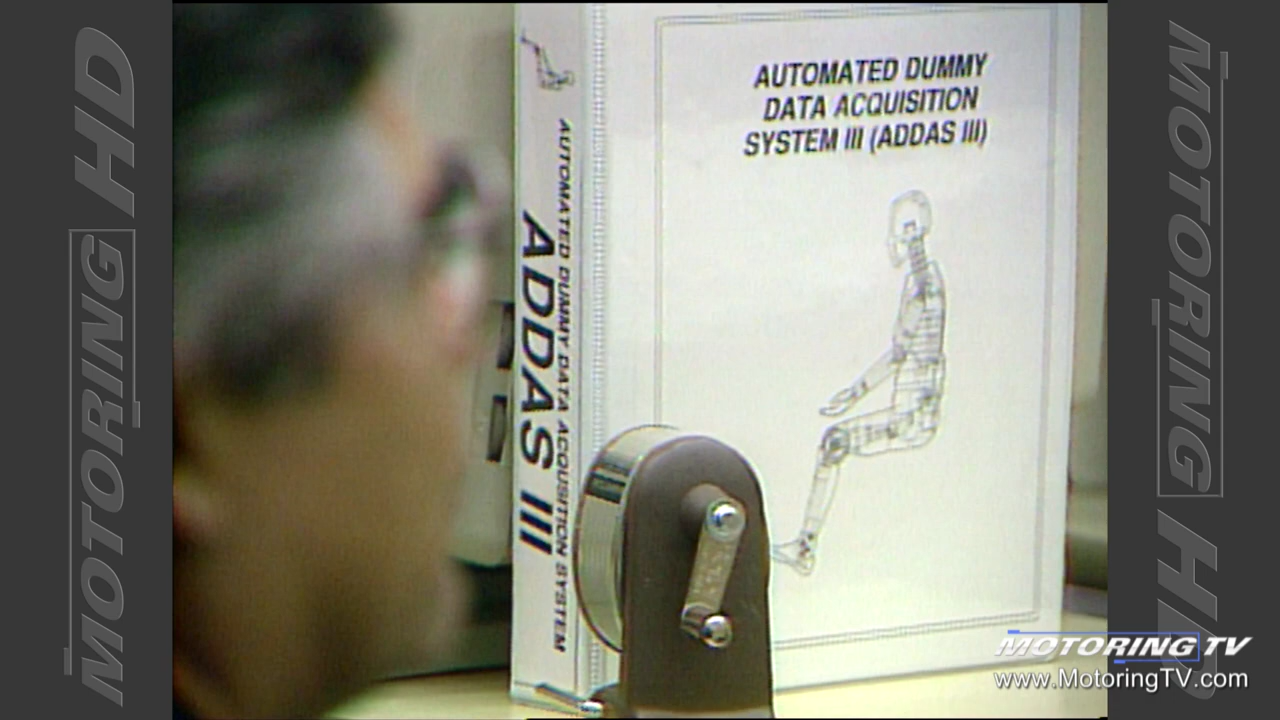 MOTORING HD
AUTOMATED DUMMY
DATA ACQUISITION
SYSTEM III (ADDAS III)
AUTOMATED DUMMY DATA ACQUISITION SYSTEM
ADDAS III
MOTORING HD
MOTORING TV
www.MotoringTV.com